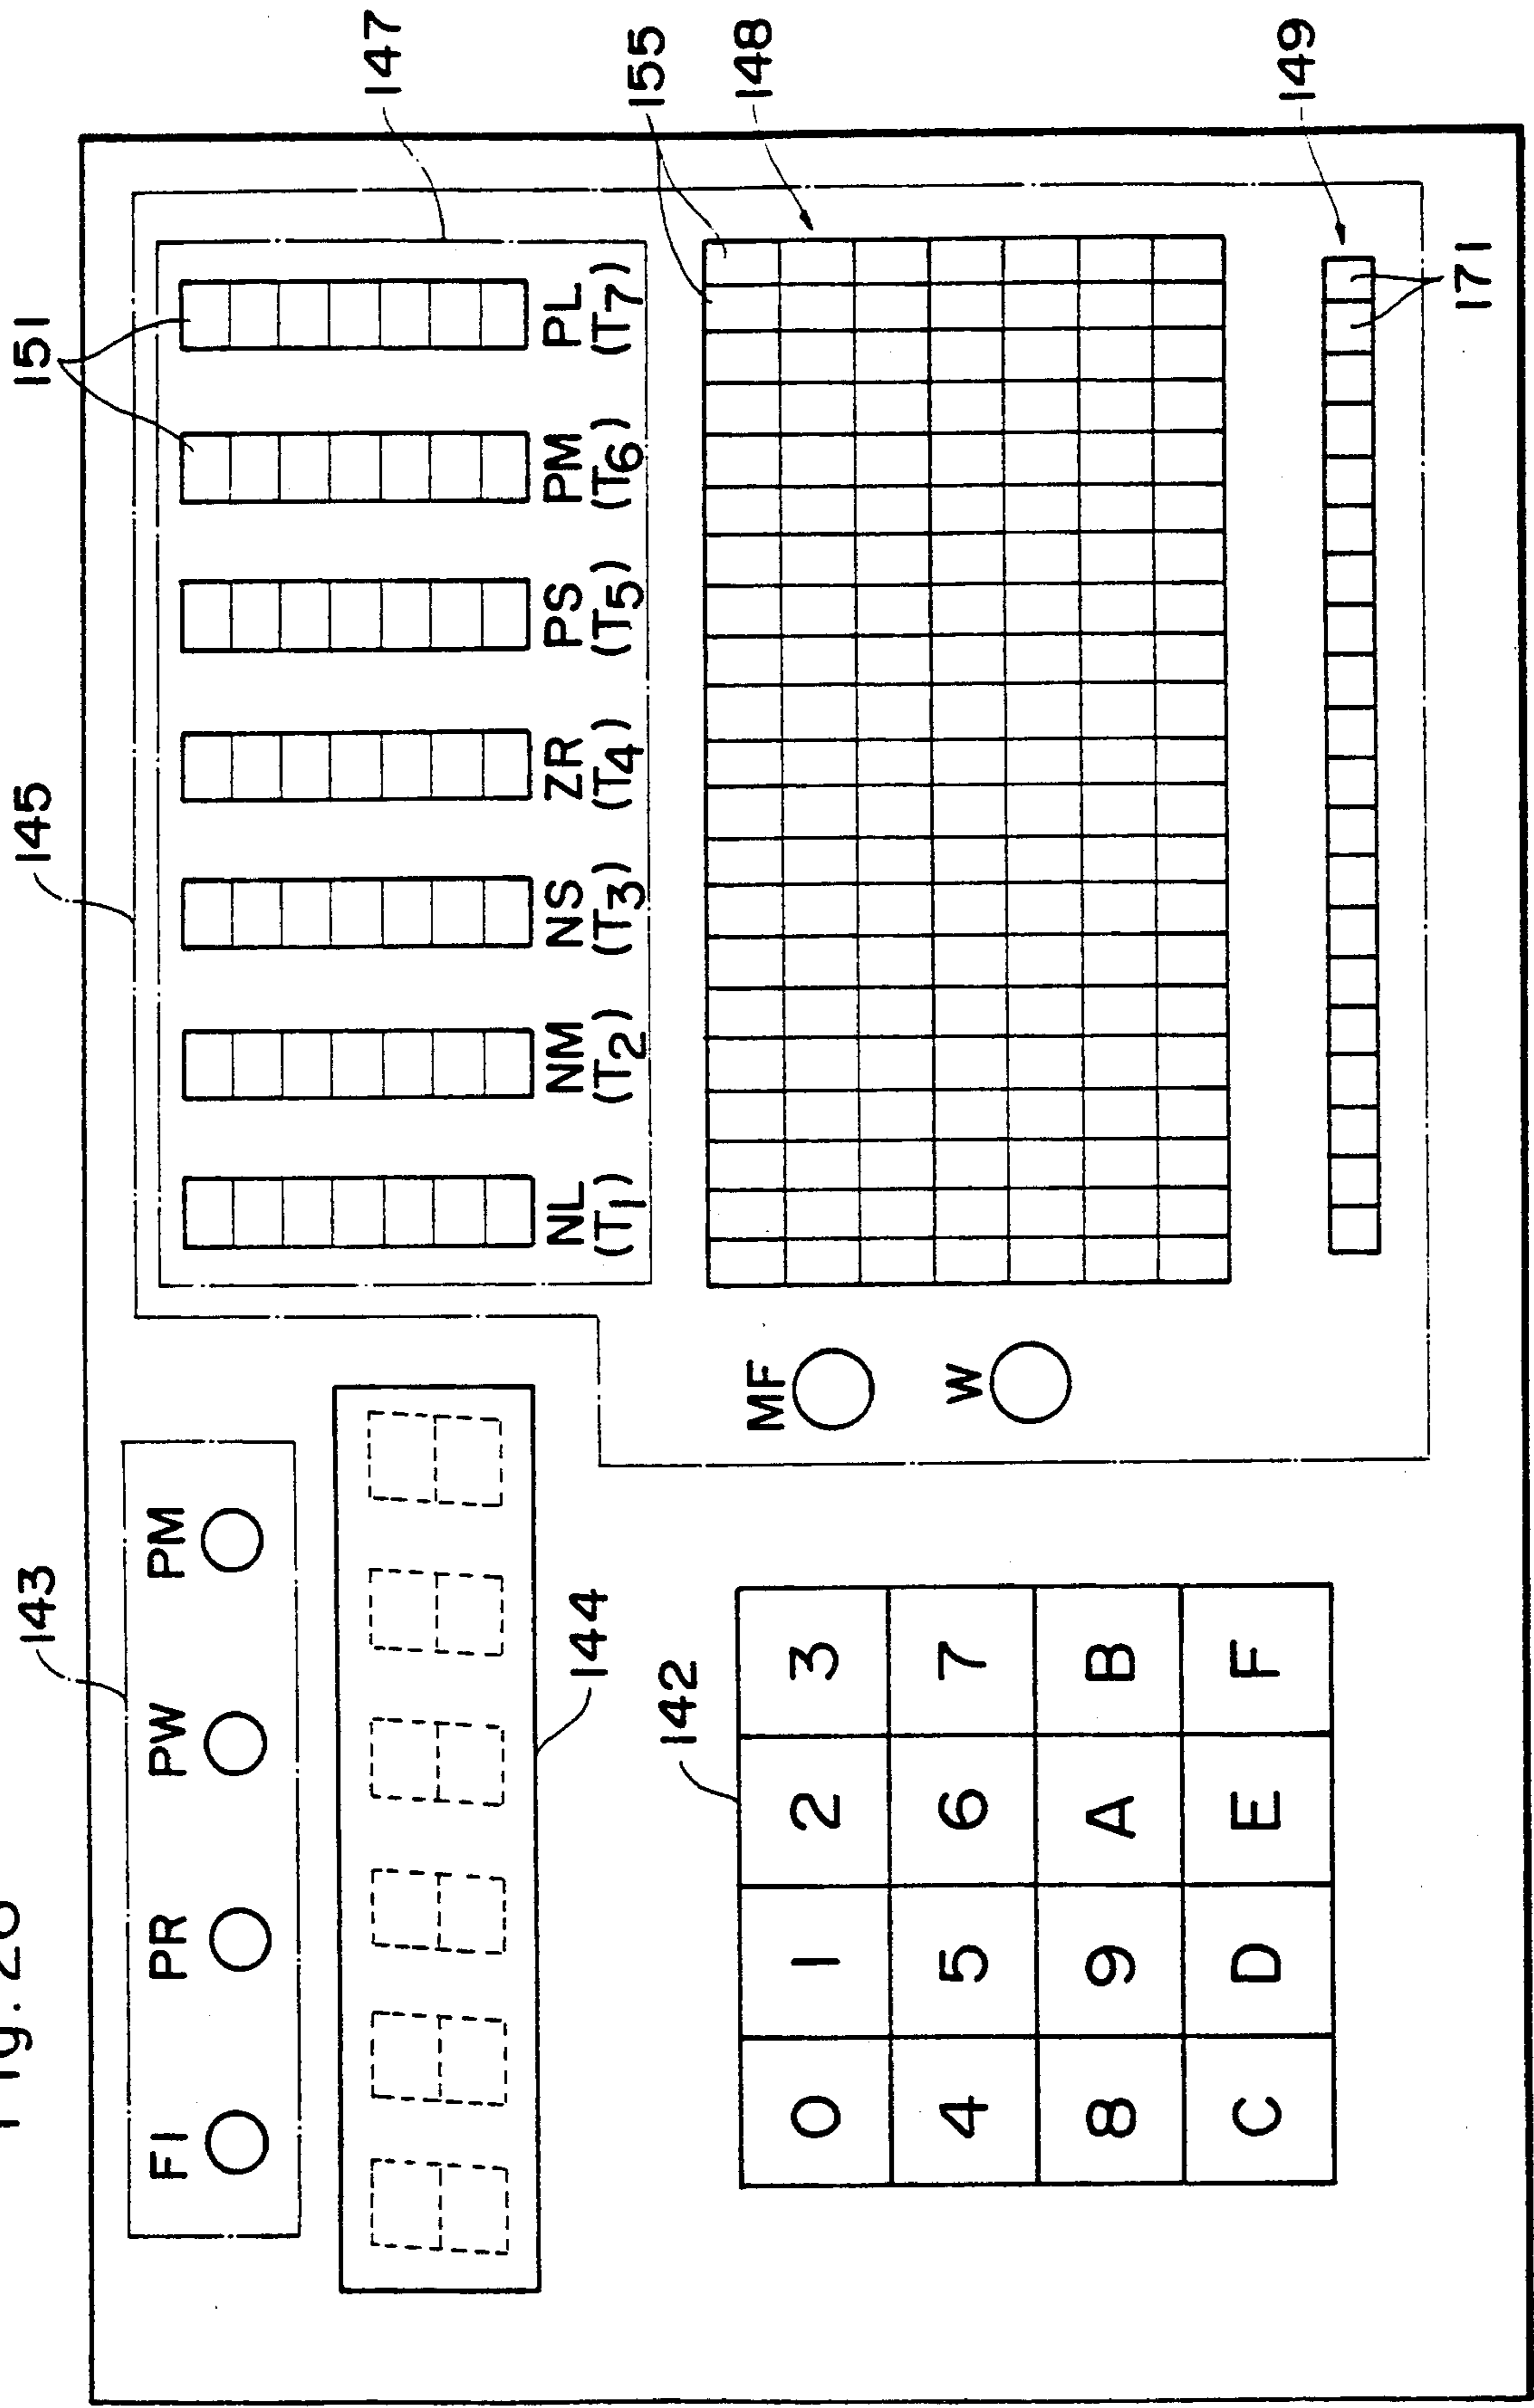 Fig. 28
143
145
151
147
155
148
149
171
144
142
FI PR PW PM
NL NM NS ZR PS PM PL
(T1) (T2) (T3) (T4) (T5) (T6) (T7)
MF
W
0 1 2 3
4 5 6 7
8 9 A B
C D E F